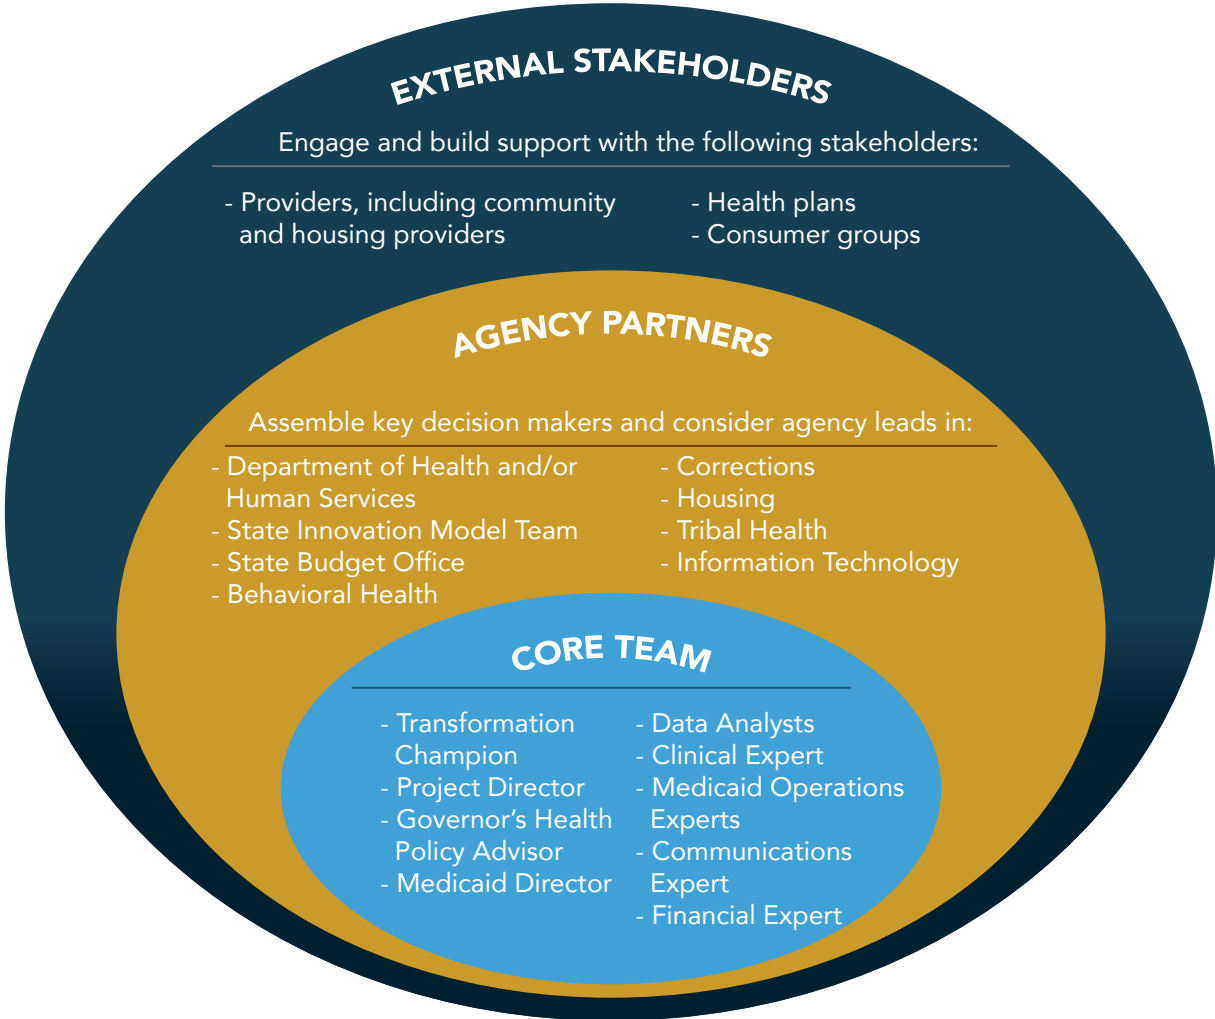 EXTERNAL STAKEHOLDERS
Engage and build support with the following stakeholders:
- Providers, including community
and housing providers
- Health plans
- Consumer groups
AGENCY PARTNERS
Assemble key decision makers and consider agency leads in:
- Department of Health and/or
Human Services
- State Innovation Model Team
- State Budget Office
- Behavioral Health
- Corrections
- Housing
- Tribal Health
- Information Technology
CORE TEAM
- Transformation
Champion
- Project Director
- Governor’s Health
Policy Advisor
- Medicaid Director
- Data Analysts
- Clinical Expert
- Medicaid Operations
Experts
- Communications
Expert
- Financial Expert